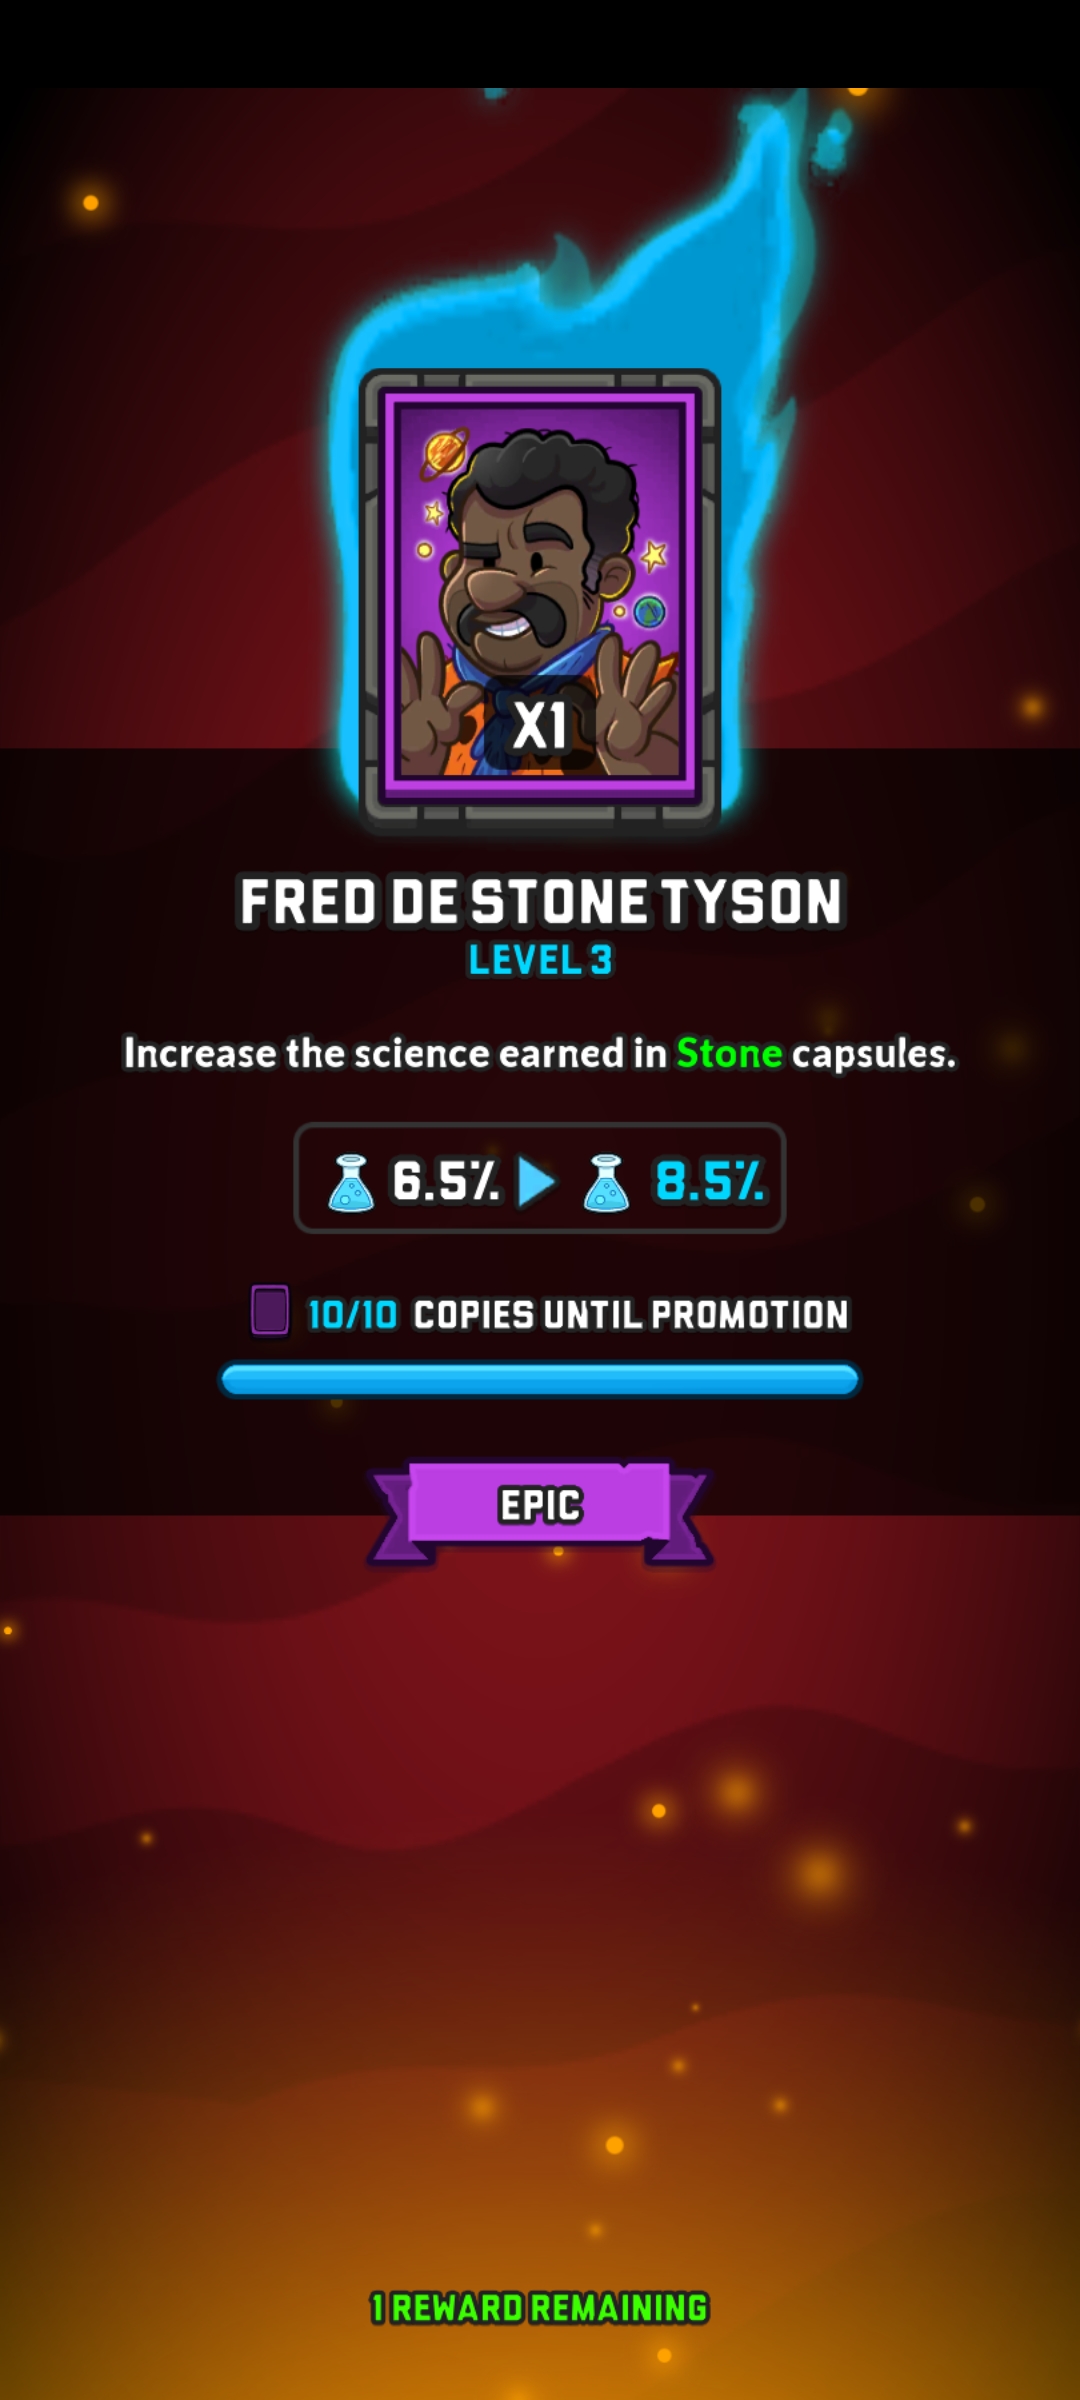 X1
FRED DE STONE TYSON
LEVEL 3
Increase the science earned in Stone capsules.
6.5% 8.5%
10/10 COPIES UNTIL PROMOTION
EPIC
1 REWARD REMAINING